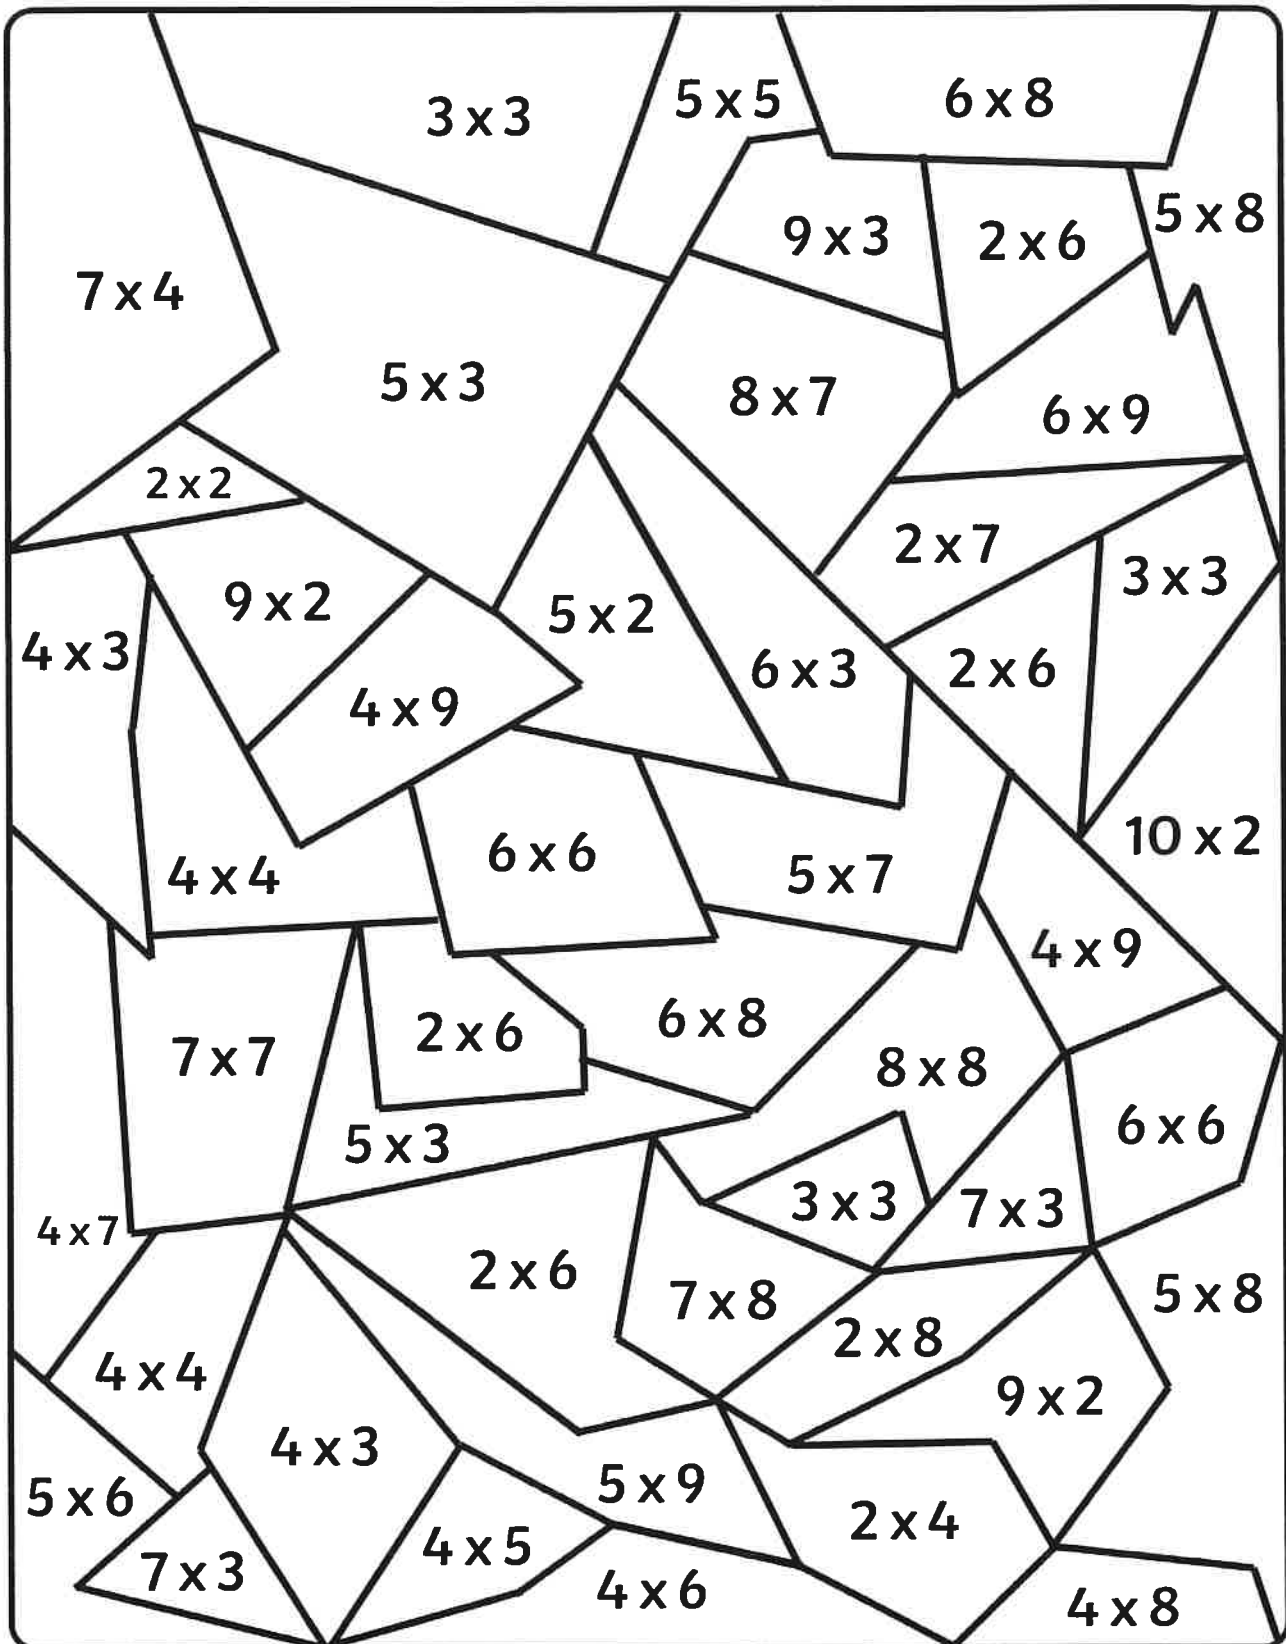 3 x 3
5 x 5
6 x 8
5 x 8
9 x 3
2 x 6
7 x 4
5 x 3
8 x 7
6 x 9
2 x 2
2 x 7
3 x 3
9 x 2
5 x 2
4 x 3
6 x 3
2 x 6
4 x 9
10 x 2
6 x 6
5 x 7
4 x 4
4 x 9
6 x 8
2 x 6
7 x 7
8 x 8
6 x 6
5 x 3
3 x 3
7 x 3
4 x 7
2 x 6
7 x 8
5 x 8
2 x 8
4 x 4
9 x 2
4 x 3
5 x 9
5 x 6
2 x 4
4 x 5
7 x 3
4 x 6
4 x 8